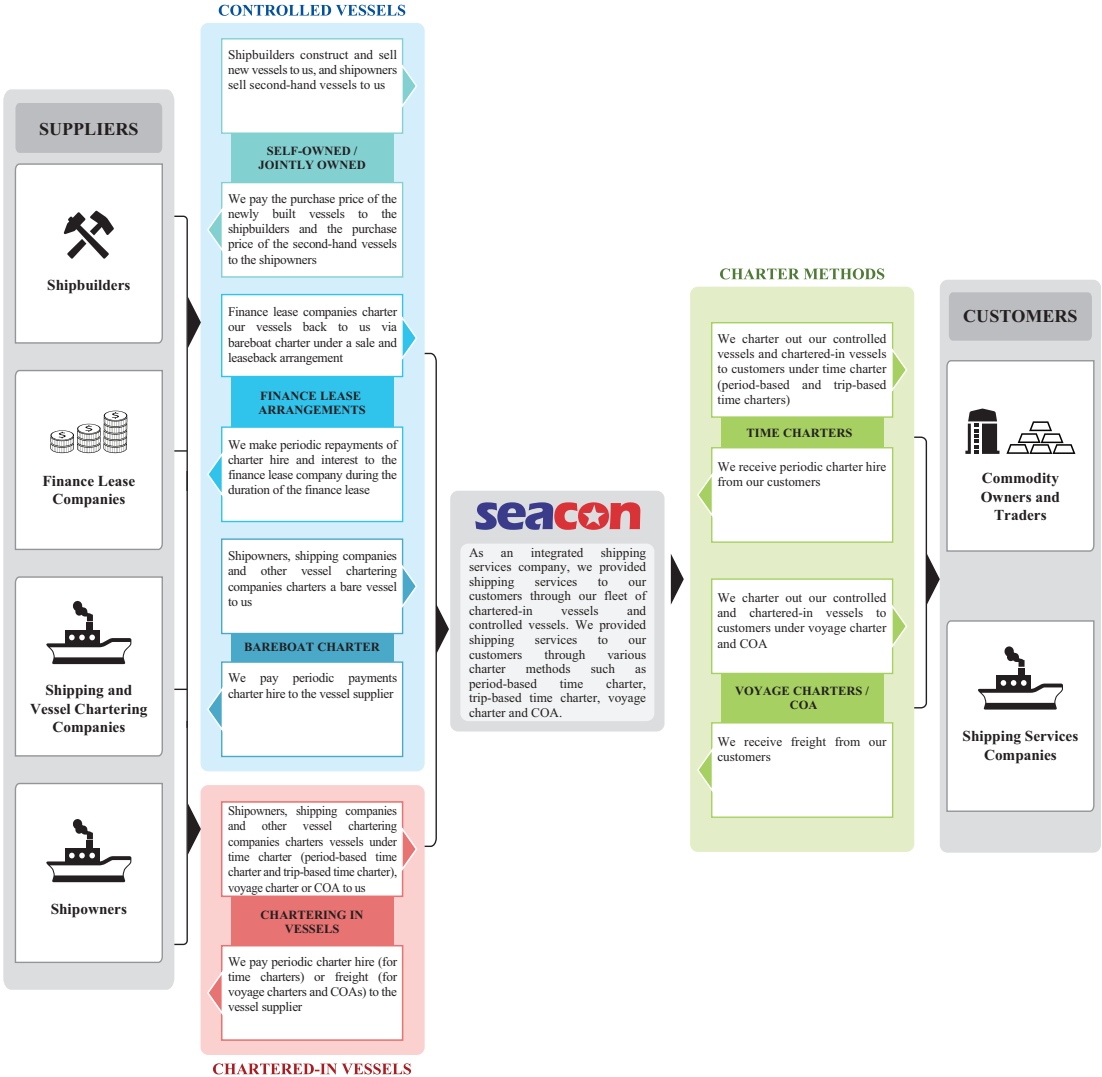 CONTROLLED VESSELS
SUPPLIERS
Shipbuilders
Finance Lease
Companies
Shipping and
Vessel Chartering
Companies
Shipowners
Shipbuilders construct and sell
new vessels to us, and shipowners
sell second-hand vessels to us
SELF-OWNED /
JOINTLY OWNED
We pay the purchase price of the
newly built vessels to the
shipbuilders and the purchase
price of the second-hand vessels
to the shipowners
Finance lease companies charter
our vessels back to us via
bareboat charter under a sale and
leaseback arrangement
FINANCE LEASE
ARRANGEMENTS
We make periodic repayments of
charter hire and interest to the
finance lease company during the
duration of the finance lease
Shipowners, shipping companies
and other vessel chartering
companies charters a bare vessel
to us
BAREBOAT CHARTER
We pay periodic payments
charter hire to the vessel supplier
Shipowners, shipping companies
and other vessel chartering
companies charters vessels under
time charter (period-based time
charter and trip-based time charter),
voyage charter or COA to us
CHARTERING IN
VESSELS
We pay periodic charter hire (for
time charters) or freight (for
voyage charters and COAs) to the
vessel supplier
CHARTERED-IN VESSELS
seacon
As an integrated shipping
services company, we provided
shipping services to our
customers through our fleet of
chartered-in vessels and
controlled vessels. We provided
shipping services to our
customers through various
charter methods such as
period-based time charter,
trip-based time charter, voyage
charter and COA.
CHARTER METHODS
We charter out our controlled
vessels and chartered-in vessels
to customers under time charter
(period-based and trip-based
time charters)
TIME CHARTERS
We receive periodic charter hire
from our customers
We charter out our controlled
and chartered-in vessels to
customers under voyage charter
and COA
VOYAGE CHARTERS /
COA
We receive freight from our
customers
CUSTOMERS
Commodity
Owners and
Traders
Shipping Services
Companies